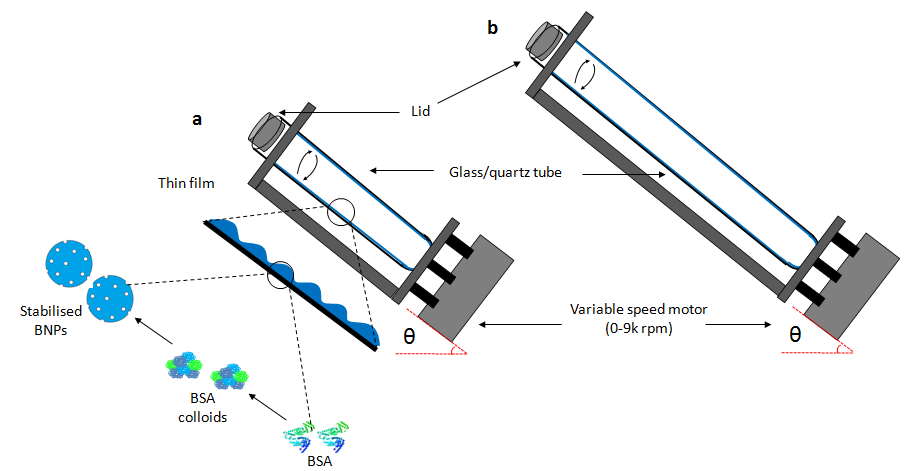 b
a
Lid
Thin film
Glass/quartz tube
Stabilised
BNPs
Variable speed motor
(0-9k rpm)
θ
θ
BSA
colloids
BSA